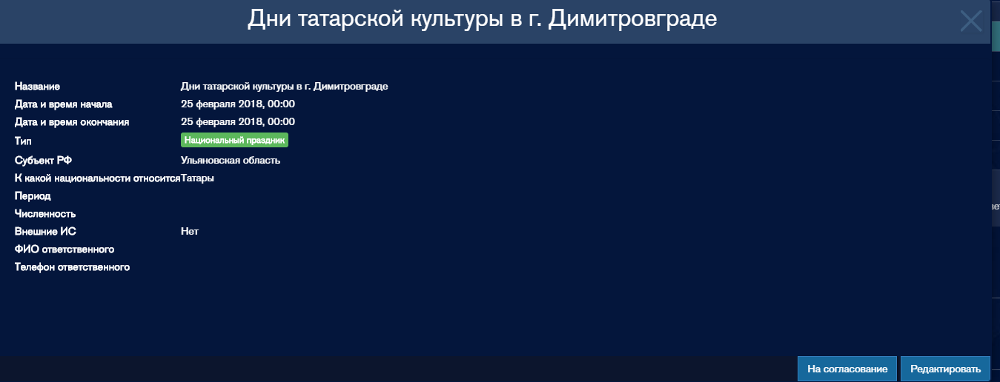 Дни татарской культуры в г. Димитровграде
Название Дни татарской культуры в г. Димитровграде
Дата и время начала 25 февраля 2018, 00:00
Дата и время окончания 25 февраля 2018, 00:00
Тип Национальный праздник
Субъект РФ Ульяновская область
К какой национальности относится Татары
Период
Численность
Внешние ИС Нет
ФИО ответственного
Телефон ответственного
На согласование Редактировать